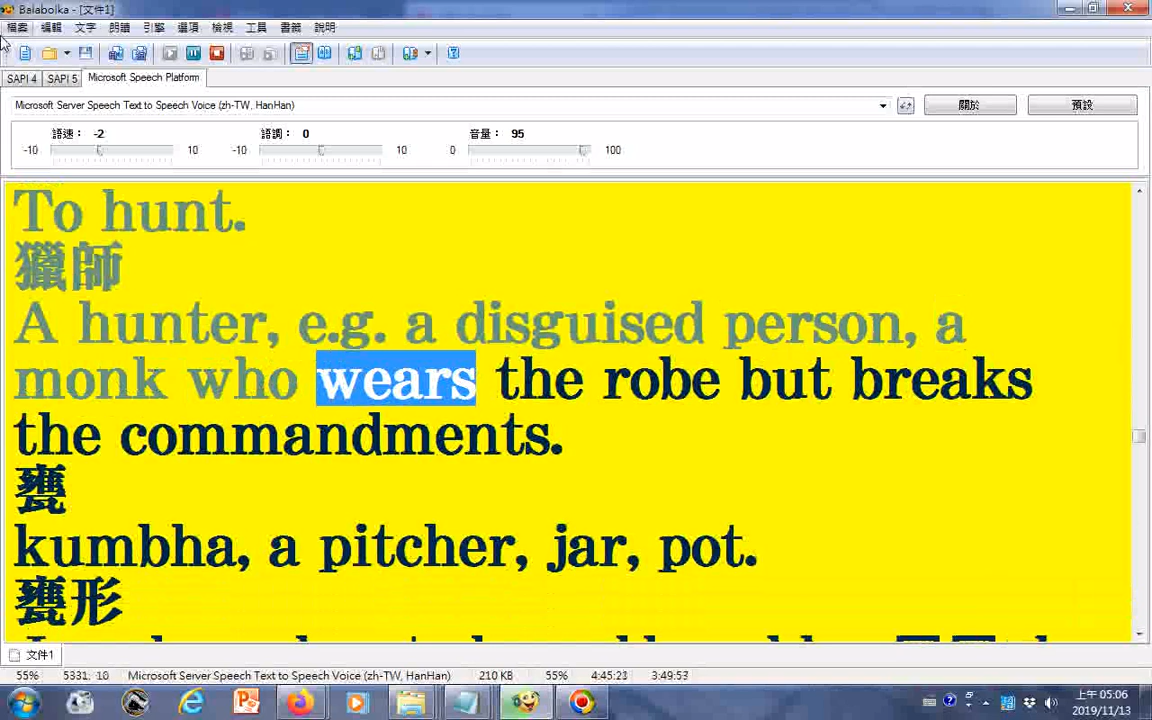 Balabolka - [文件1]
檔案 編輯 文字 朗讀 引擎 選項 檢視 工具 書籤 說明
SAPI 4 SAPI 5 Microsoft Speech Platform
Microsoft Server Speech Text to Speech Voice (zh-TW, HanHan) 關於 預設
語速： -2 語調： 0 音量： 95
-10 10 -10 10 0 100
To hunt.
獵師
A hunter, e.g. a disguised person, a
monk who wears the robe but breaks
the commandments.
甕
kumbha, a pitcher, jar, pot.
甕形
文件1
55% 5331: 10 Microsoft Server Speech Text to Speech Voice (zh-TW, HanHan) 210 KB 55% 4:45:23 3:49:53
上午 05:06
2019/11/13